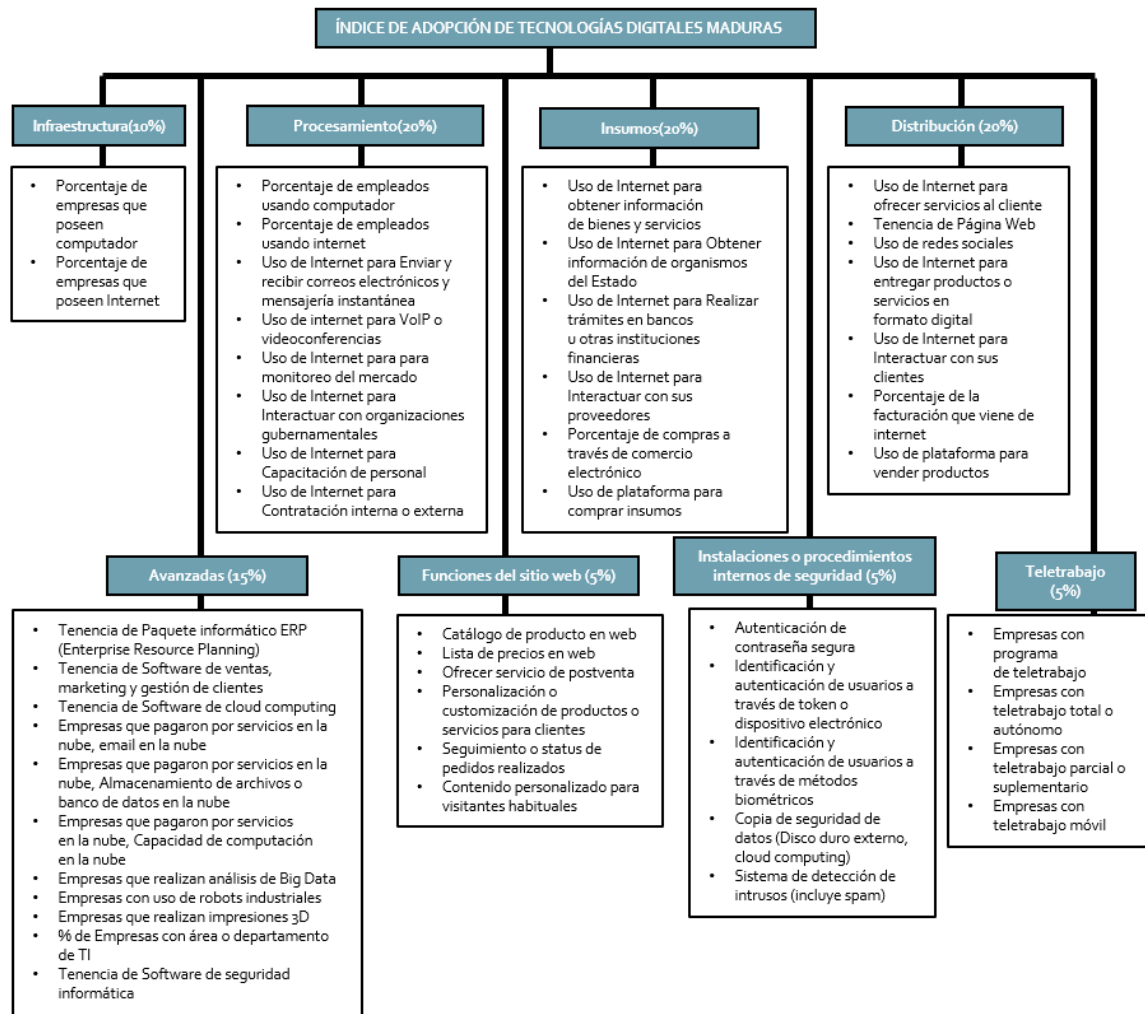 ÍNDICE DE ADOPCIÓN DE TECNOLOGÍAS DIGITALES MADURAS
Infraestructura(10%)
• Porcentaje de
empresas que
poseen
computador
• Porcentaje de
empresas que
poseen Internet
Procesamiento(20%)
• Porcentaje de empleados
usando computador
• Porcentaje de empleados
usando internet
• Uso de Internet para Enviar y
recibir correos electrónicos y
mensajería instantánea
• Uso de internet para VoIP o
videoconferencias
• Uso de Internet para para
monitoreo del mercado
• Uso de Internet para
Interactuar con organizaciones
gubernamentales
• Uso de Internet para
Capacitación de personal
• Uso de Internet para
Contratación interna o externa
Insumos(20%)
• Uso de Internet para
obtener información
de bienes y servicios
• Uso de Internet para Obtener
información de organismos
del Estado
• Uso de Internet para Realizar
trámites en bancos
u otras instituciones
financieras
• Uso de Internet para
Interactuar con sus
proveedores
• Porcentaje de compras a
través de comercio
electrónico
• Uso de plataforma para
comprar insumos
Distribución (20%)
• Uso de Internet para
ofrecer servicios al cliente
• Tenencia de Página Web
• Uso de redes sociales
• Uso de Internet para
entregar productos o
servicios en
formato digital
• Uso de Internet para
Interactuar con sus
clientes
• Porcentaje de la
facturación que viene de
internet
• Uso de plataforma para
vender productos
Avanzadas (15%)
• Tenencia de Paquete informático ERP
(Enterprise Resource Planning)
• Tenencia de Software de ventas,
marketing y gestión de clientes
• Tenencia de Software de cloud computing
• Empresas que pagaron por servicios en la
nube, email en la nube
• Empresas que pagaron por servicios en la
nube, Almacenamiento de archivos o
banco de datos en la nube
• Empresas que pagaron por servicios
en la nube, Capacidad de computación
en la nube
• Empresas que realizan análisis de Big Data
• Empresas con uso de robots industriales
• Empresas que realizan impresiones 3D
• % de Empresas con área o departamento
de TI
• Tenencia de Software de seguridad
informática
Funciones del sitio web (5%)
• Catálogo de producto en web
• Lista de precios en web
• Ofrecer servicio de postventa
• Personalización o
customización de productos o
servicios para clientes
• Seguimiento o status de
pedidos realizados
• Contenido personalizado para
visitantes habituales
Instalaciones o procedimientos
internos de seguridad (5%)
• Autenticación de
contraseña segura
• Identificación y
autenticación de usuarios a
través de token o
dispositivo electrónico
• Identificación y
autenticación de usuarios a
través de métodos
biométricos
• Copia de seguridad de
datos (Disco duro externo,
cloud computing)
• Sistema de detección de
intrusos (incluye spam)
Teletrabajo
(5%)
• Empresas con
programa
de teletrabajo
• Empresas con
teletrabajo total o
autónomo
• Empresas con
teletrabajo parcial o
suplementario
• Empresas con
teletrabajo móvil